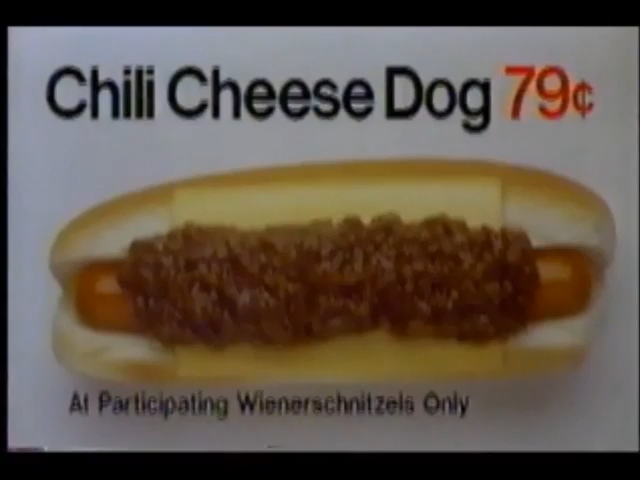 Chili Cheese Dog 79¢
At Participating Wienerschnitzels Only